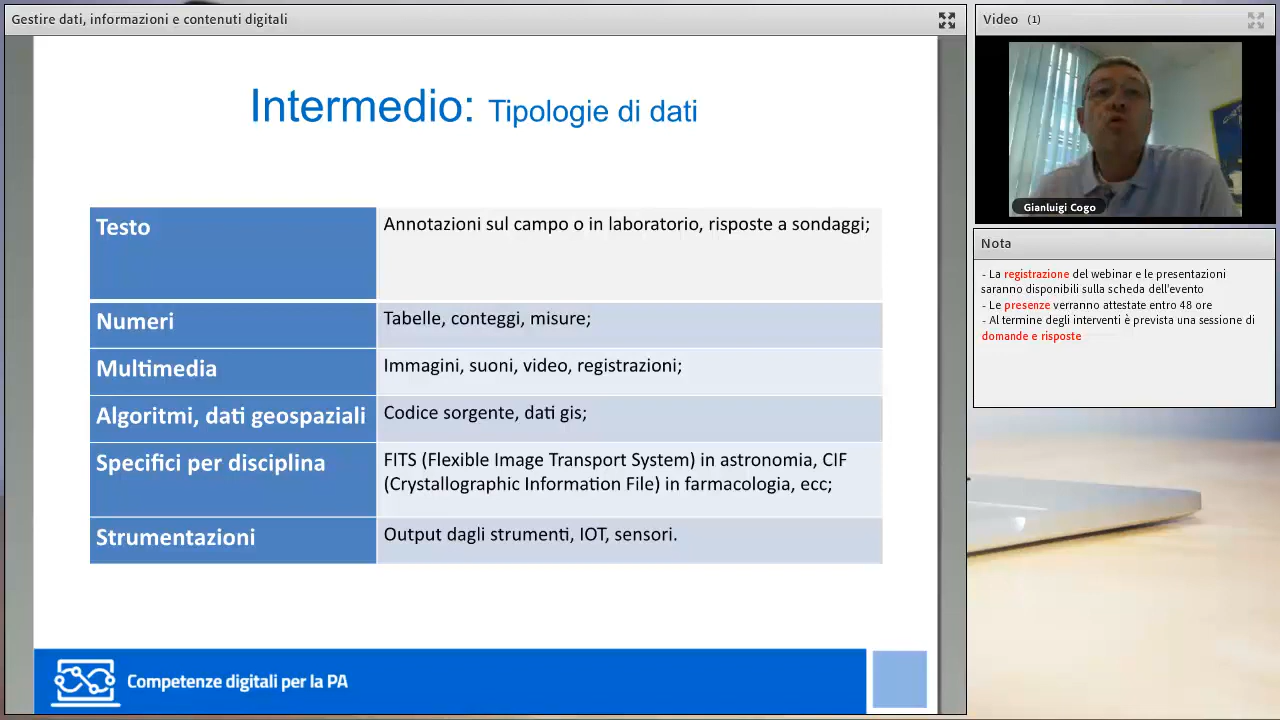 Gestire dati, informazioni e contenuti digitali
Intermedio: Tipologie di dati
Testo
Annotazioni sul campo o in laboratorio, risposte a sondaggi;
Numeri
Tabelle, conteggi, misure;
Multimedia
Immagini, suoni, video, registrazioni;
Algoritmi, dati geospaziali
Codice sorgente, dati gis;
Specifici per disciplina
FITS (Flexible Image Transport System) in astronomia, CIF
(Crystallographic Information File) in farmacologia, ecc;
Strumentazioni
Output dagli strumenti, IOT, sensori.
Competenze digitali per la PA
Video (1)
Gianluigi Cogo
Nota
- La registrazione del webinar e le presentazioni
saranno disponibili sulla scheda dell'evento
- Le presenze verranno attestate entro 48 ore
- Al termine degli interventi è prevista una sessione di
domande e risposte